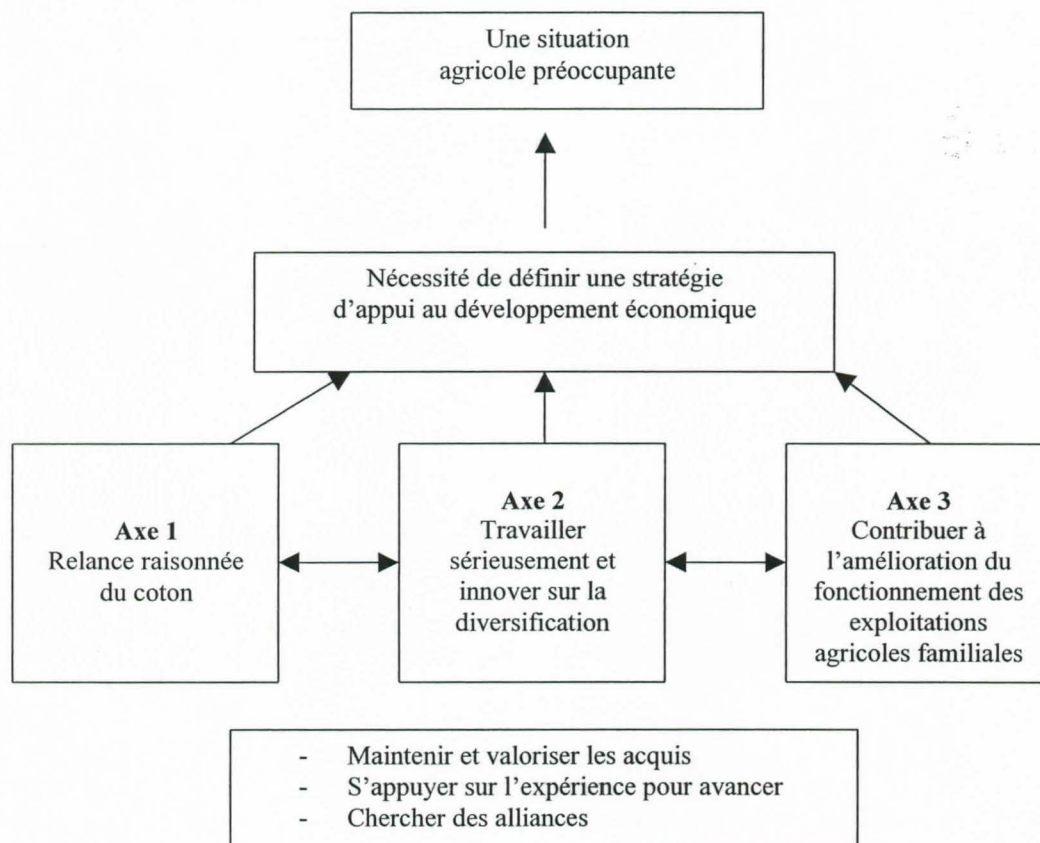 Une situation
agricole préoccupante
Nécessité de définir une stratégie
d’appui au développement économique
Axe 1
Relance raisonnée
du coton
Axe 2
Travailler
sérieusement et
innover sur la
diversification
Axe 3
Contribuer à
l’amélioration du
fonctionnement des
exploitations
agricoles familiales
- Maintenir et valoriser les acquis
- S’appuyer sur l’expérience pour avancer
- Chercher des alliances